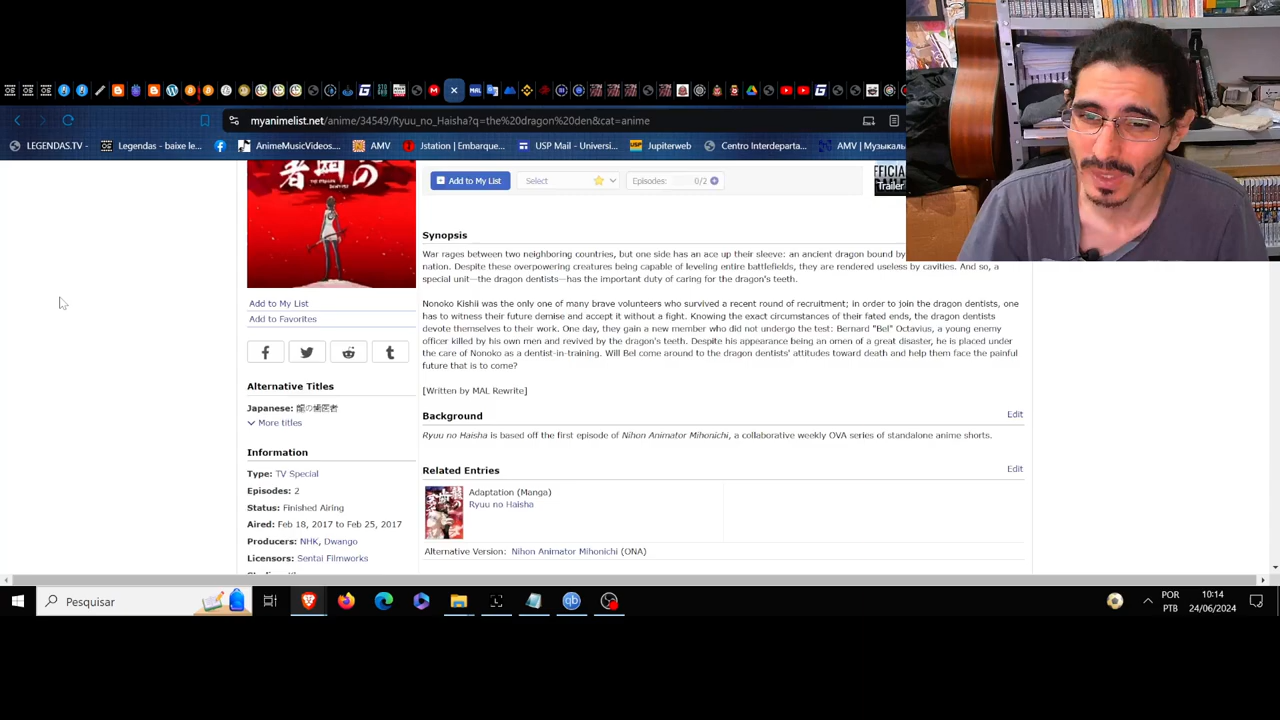 myanimelist.net/anime/34549/Ryuu_no_Haisha?q=the%20dragon%20den&cat=anime
LEGENDAS.TV - Legendas - baixe le... AnimeMusicVideos... AMV Jstation | Embarque... USP Mail - Universi... Jupiterweb Centro Interdeparta... AMV | Музыкаль
の
者 THE DRAGON DENTIST
Add to My List Select Episodes: 0/2
OFFICIA
Trailer
Synopsis
War rages between two neighboring countries, but one side has an ace up their sleeve: an ancient dragon bound by
nation. Despite these overpowering creatures being capable of leveling entire battlefields, they are rendered useless by cavities. And so, a
special unit—the dragon dentists—has the important duty of caring for the dragon's teeth.
Nonoko Kishii was the only one of many brave volunteers who survived a recent round of recruitment; in order to join the dragon dentists, one
has to witness their future demise and accept it without a fight. Knowing the exact circumstances of their fated ends, the dragon dentists
devote themselves to their work. One day, they gain a new member who did not undergo the test: Bernard "Bel" Octavius, a young enemy
officer killed by his own men and revived by the dragon's teeth. Despite his appearance being an omen of a great disaster, he is placed under
the care of Nonoko as a dentist-in-training. Will Bel come around to the dragon dentists' attitudes toward death and help them face the painful
future that is to come?
[Written by MAL Rewrite]
Background Edit
Ryuu no Haisha is based off the first episode of Nihon Animator Mihonichi, a collaborative weekly OVA series of standalone anime shorts.
Related Entries Edit
Adaptation (Manga)
Ryuu no Haisha
Alternative Version: Nihon Animator Mihonichi (ONA)
Add to My List
Add to Favorites
Alternative Titles
Japanese: 龍の歯医者
More titles
Information
Type: TV Special
Episodes: 2
Status: Finished Airing
Aired: Feb 18, 2017 to Feb 25, 2017
Producers: NHK, Dwango
Licensors: Sentai Filmworks
Pesquisar
POR
PTB
10:14
24/06/2024